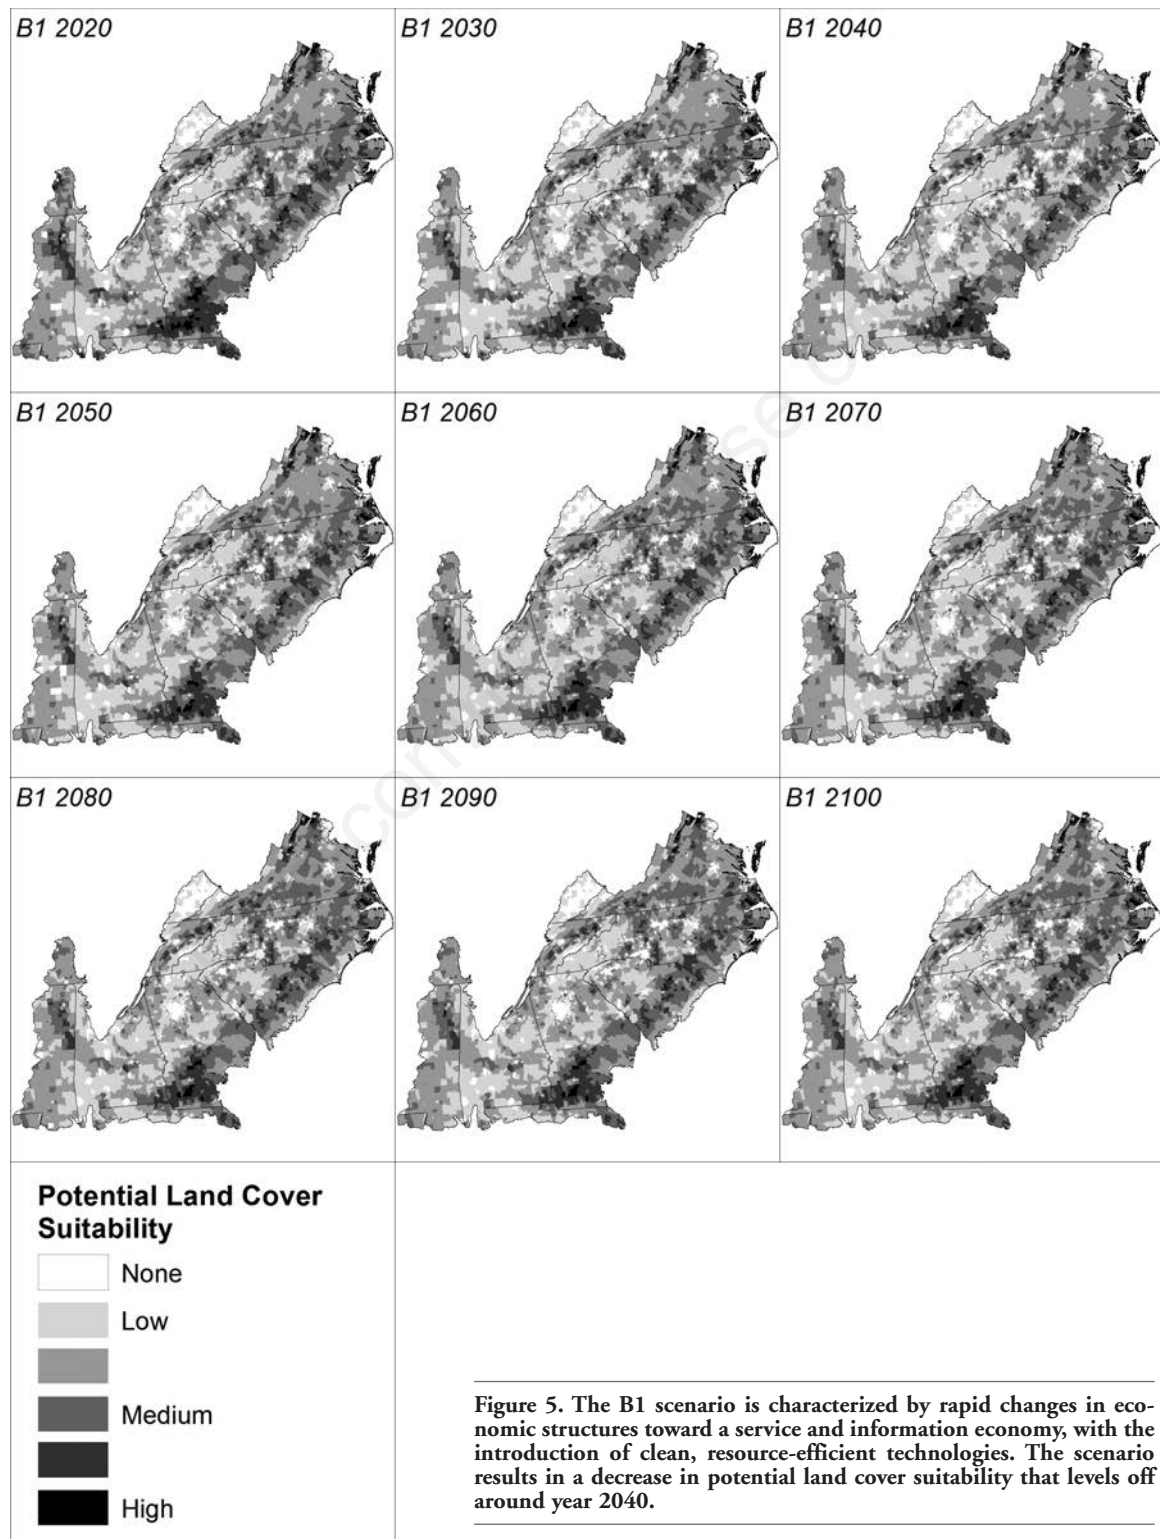 B1 2020
B1 2030
B1 2040
B1 2050
B1 2060
B1 2070
B1 2080
B1 2090
B1 2100
Potential Land Cover
Suitability
None
Low
Medium
High
Figure 5. The B1 scenario is characterized by rapid changes in eco-
nomic structures toward a service and information economy, with the
introduction of clean, resource-efficient technologies. The scenario
results in a decrease in potential land cover suitability that levels off
around year 2040.